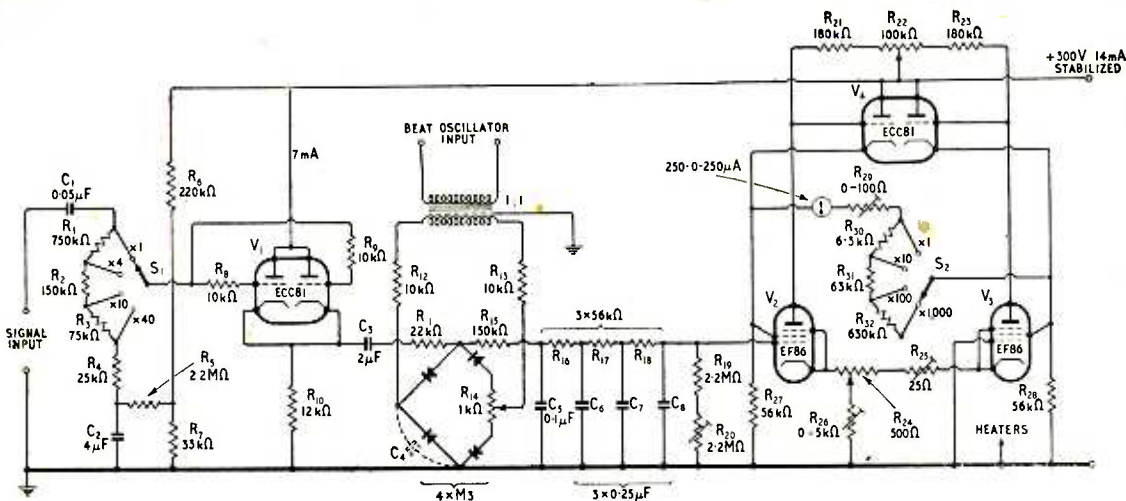 R21
180kΩ
R22
100kΩ
R23
180kΩ
+300V 14mA
STABILIZED
V4
ECC81
BEAT OSCILLATOR
INPUT
7mA
250-0-250μA
R29
0-100Ω
C1
0·05μF
R6
220kΩ
1,1
R1
750kΩ
×1
S1
R2
150kΩ
×4
×10
R3
75kΩ
×40
V1
ECC81
R8
10kΩ
R9
10kΩ
R12
10kΩ
R13
10kΩ
R30
6·3kΩ
×1
×10
S2
R31
63kΩ
×100
R32
630kΩ
×1,000
SIGNAL
INPUT
R4
25kΩ
R5
2·2MΩ
C3
2μF
22kΩ
R15
150kΩ
3×56kΩ
R16
R17
R18
V2
EF86
V3
EF86
R10
12kΩ
R14
1kΩ
R19
2·2MΩ
R27
56kΩ
R25
25Ω
R28
56kΩ
C2
4μF
R7
33kΩ
C4
C5
0·1μF
C6
C7
C8
R20
2·2MΩ
R26
0-5kΩ
R24
500Ω
HEATERS
4×M3
3×0·25μF